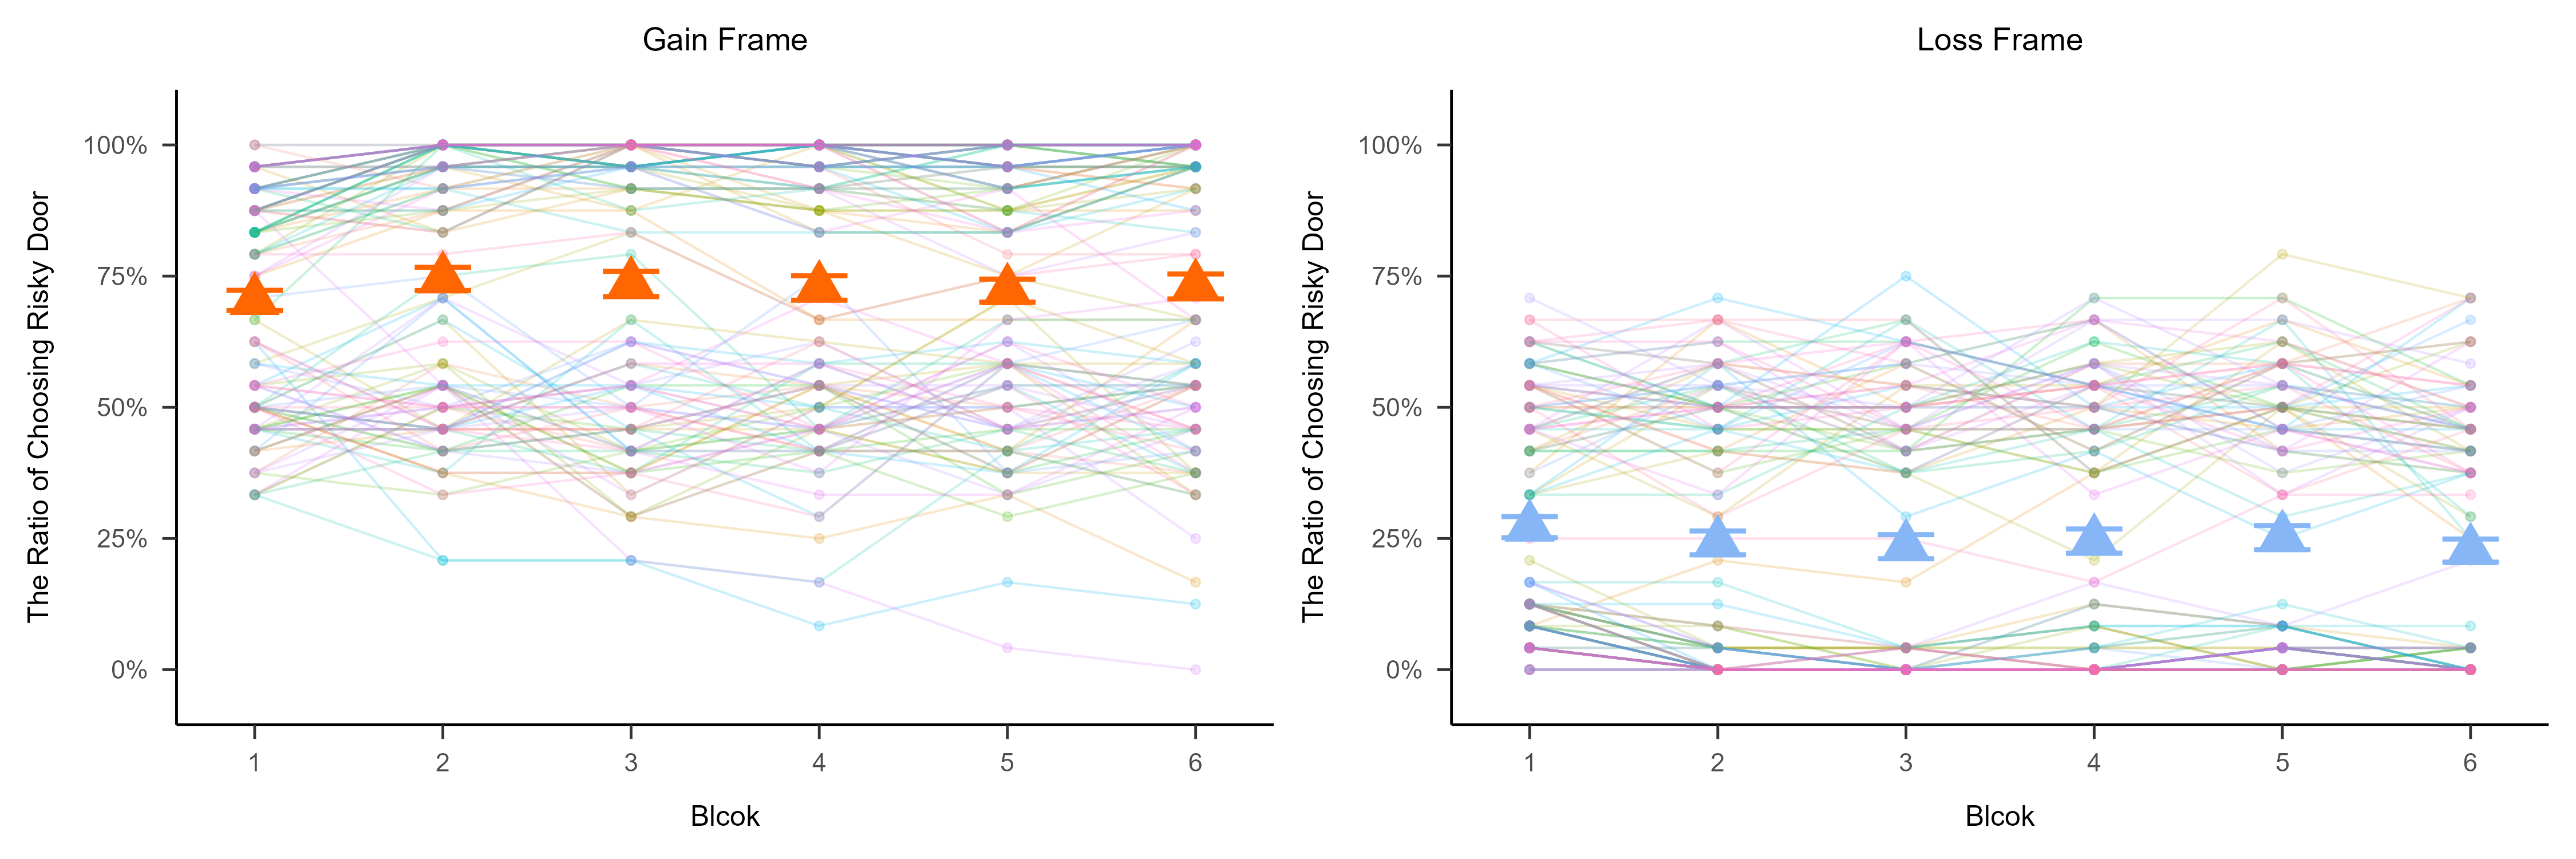 Gain Frame
The Ratio of Choosing Risky Door
100%
75%
50%
25%
0%
1 2 3 4 5 6
Blcok
Loss Frame
The Ratio of Choosing Risky Door
100%
75%
50%
25%
0%
1 2 3 4 5 6
Blcok